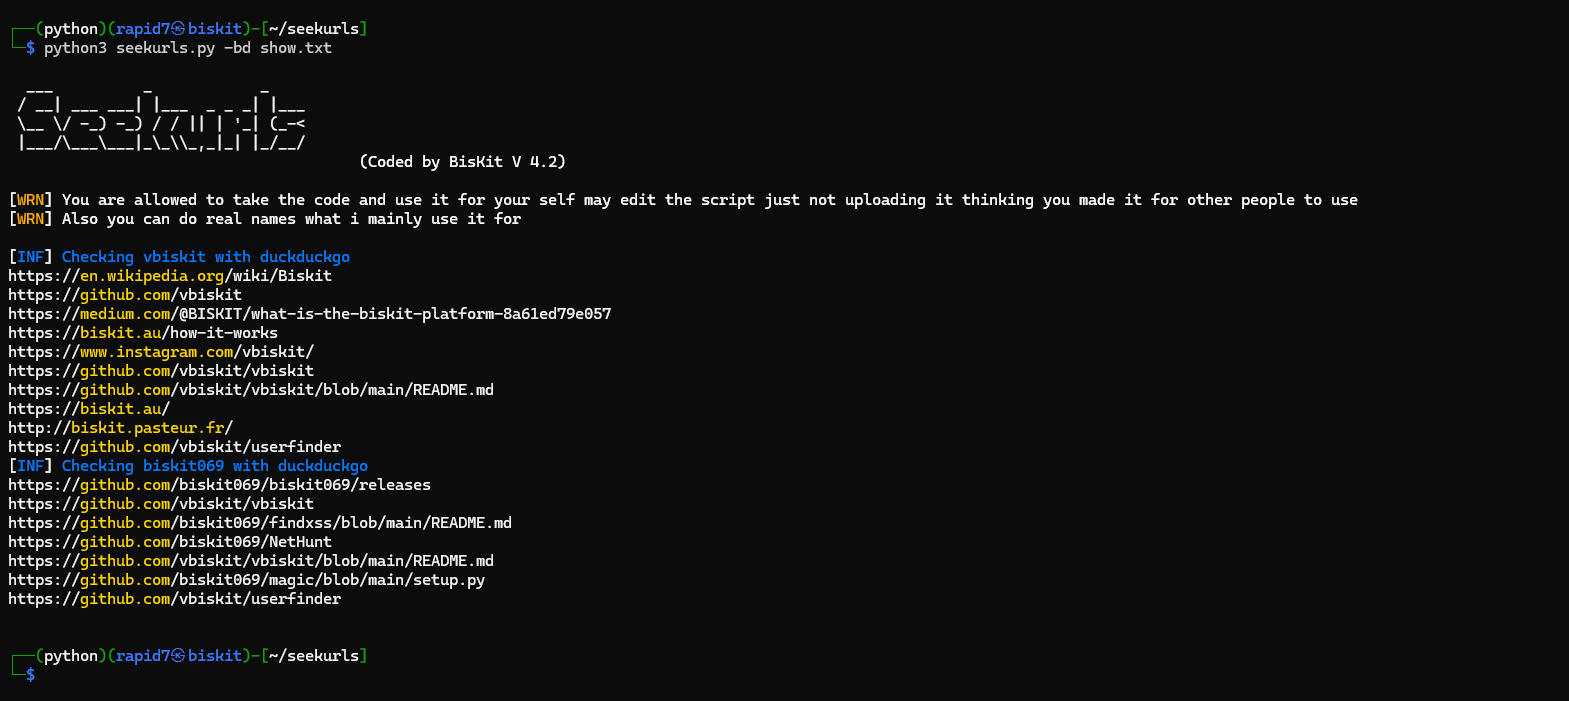 ┌──(python)(rapid7㉿biskit)-[~/seekurls]
└─$ python3 seekurls.py -bd show.txt
  ___          _            _
 / __| ___ ___| |___  _ _ _| |___
 \__ \/ -_) -_) / / || | '_| (_-<
 |___/\___\___|_\_\\_,_|_| |_/__/
                                       (Coded by BisKit V 4.2)
[WRN] You are allowed to take the code and use it for your self may edit the script just not uploading it thinking you made it for other people to use
[WRN] Also you can do real names what i mainly use it for
[INF] Checking vbiskit with duckduckgo
https://en.wikipedia.org/wiki/Biskit
https://github.com/vbiskit
https://medium.com/@BISKIT/what-is-the-biskit-platform-8a61ed79e057
https://biskit.au/how-it-works
https://www.instagram.com/vbiskit/
https://github.com/vbiskit/vbiskit
https://github.com/vbiskit/vbiskit/blob/main/README.md
https://biskit.au/
http://biskit.pasteur.fr/
https://github.com/vbiskit/userfinder
[INF] Checking biskit069 with duckduckgo
https://github.com/biskit069/biskit069/releases
https://github.com/vbiskit/vbiskit
https://github.com/biskit069/findxss/blob/main/README.md
https://github.com/biskit069/NetHunt
https://github.com/vbiskit/vbiskit/blob/main/README.md
https://github.com/biskit069/magic/blob/main/setup.py
https://github.com/vbiskit/userfinder
┌──(python)(rapid7㉿biskit)-[~/seekurls]
└─$